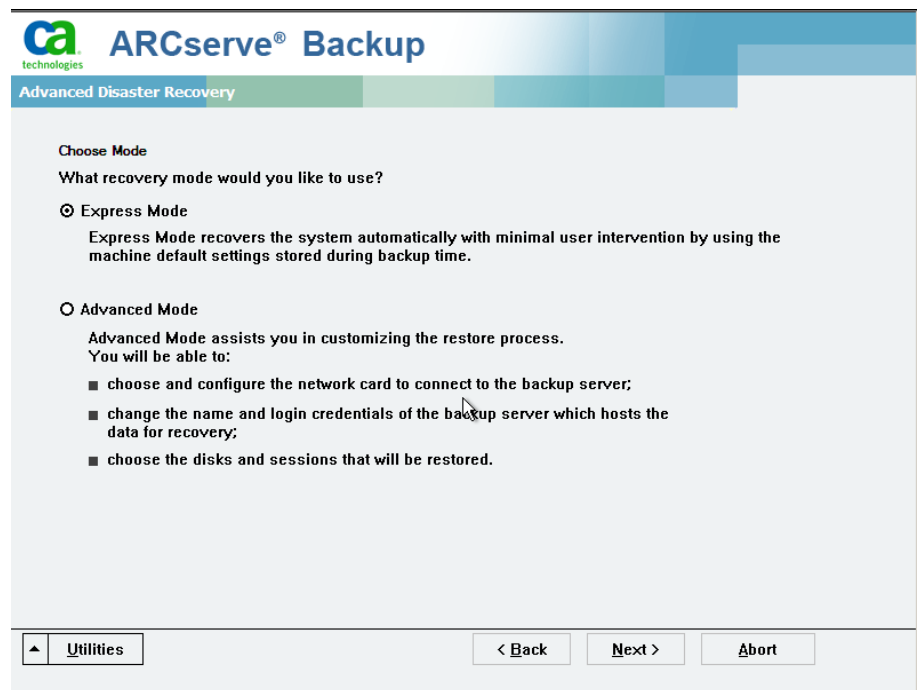 ca
technologies
ARCserve® Backup
Advanced Disaster Recovery
Choose Mode
What recovery mode would you like to use?
Express Mode
Express Mode recovers the system automatically with minimal user intervention by using the
machine default settings stored during backup time.
Advanced Mode
Advanced Mode assists you in customizing the restore process.
You will be able to:
choose and configure the network card to connect to the backup server;
change the name and login credentials of the backup server which hosts the
data for recovery;
choose the disks and sessions that will be restored.
Utilities
< Back
Next >
Abort